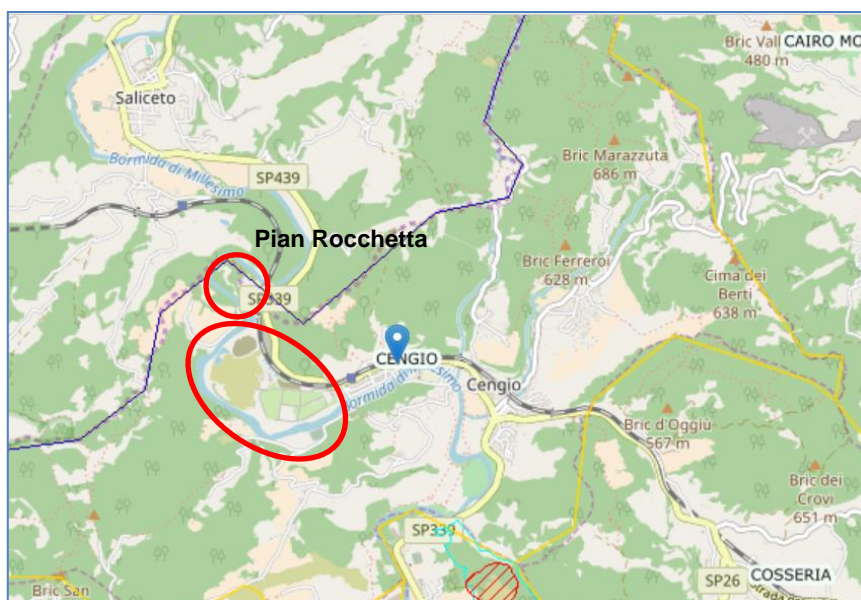 Bric Vall CAIRO MO
480 m
Saliceto
Bormida di Millesimo
Bric Marazzuta
686 m
SP439
Pian Rocchetta
Bric Ferreroi
628 m
Cima dei
Berti
638 m
SP339
CENGIO
Bormida di Millesimo
Cengio
Bric d'Oggiu
567 m
Bric dei
Crovi
651 m
SP339
Bric San
SP26
COSSERIA